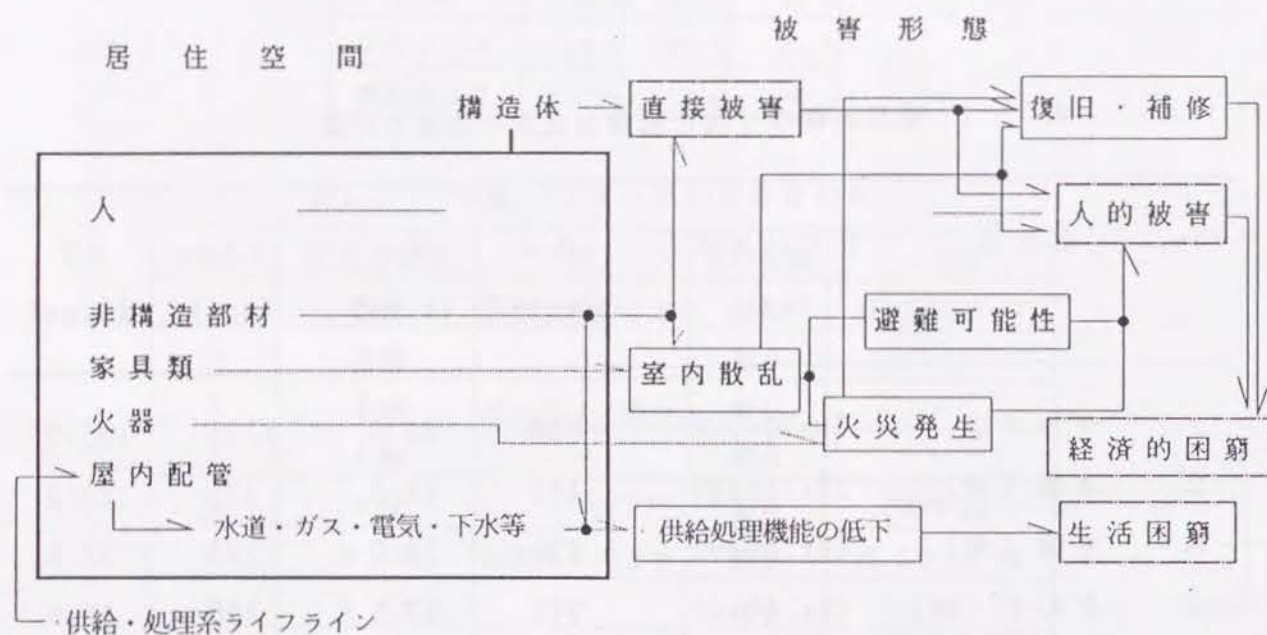 被害形態
居住空間
構造体
直接被害
復旧・補修
人
人的被害
非構造部材
避難可能性
家具類
室内散乱
火器
火災発生
経済的困窮
屋内配管
水道・ガス・電気・下水等
供給処理機能の低下
生活困窮
供給・処理系ライフライン